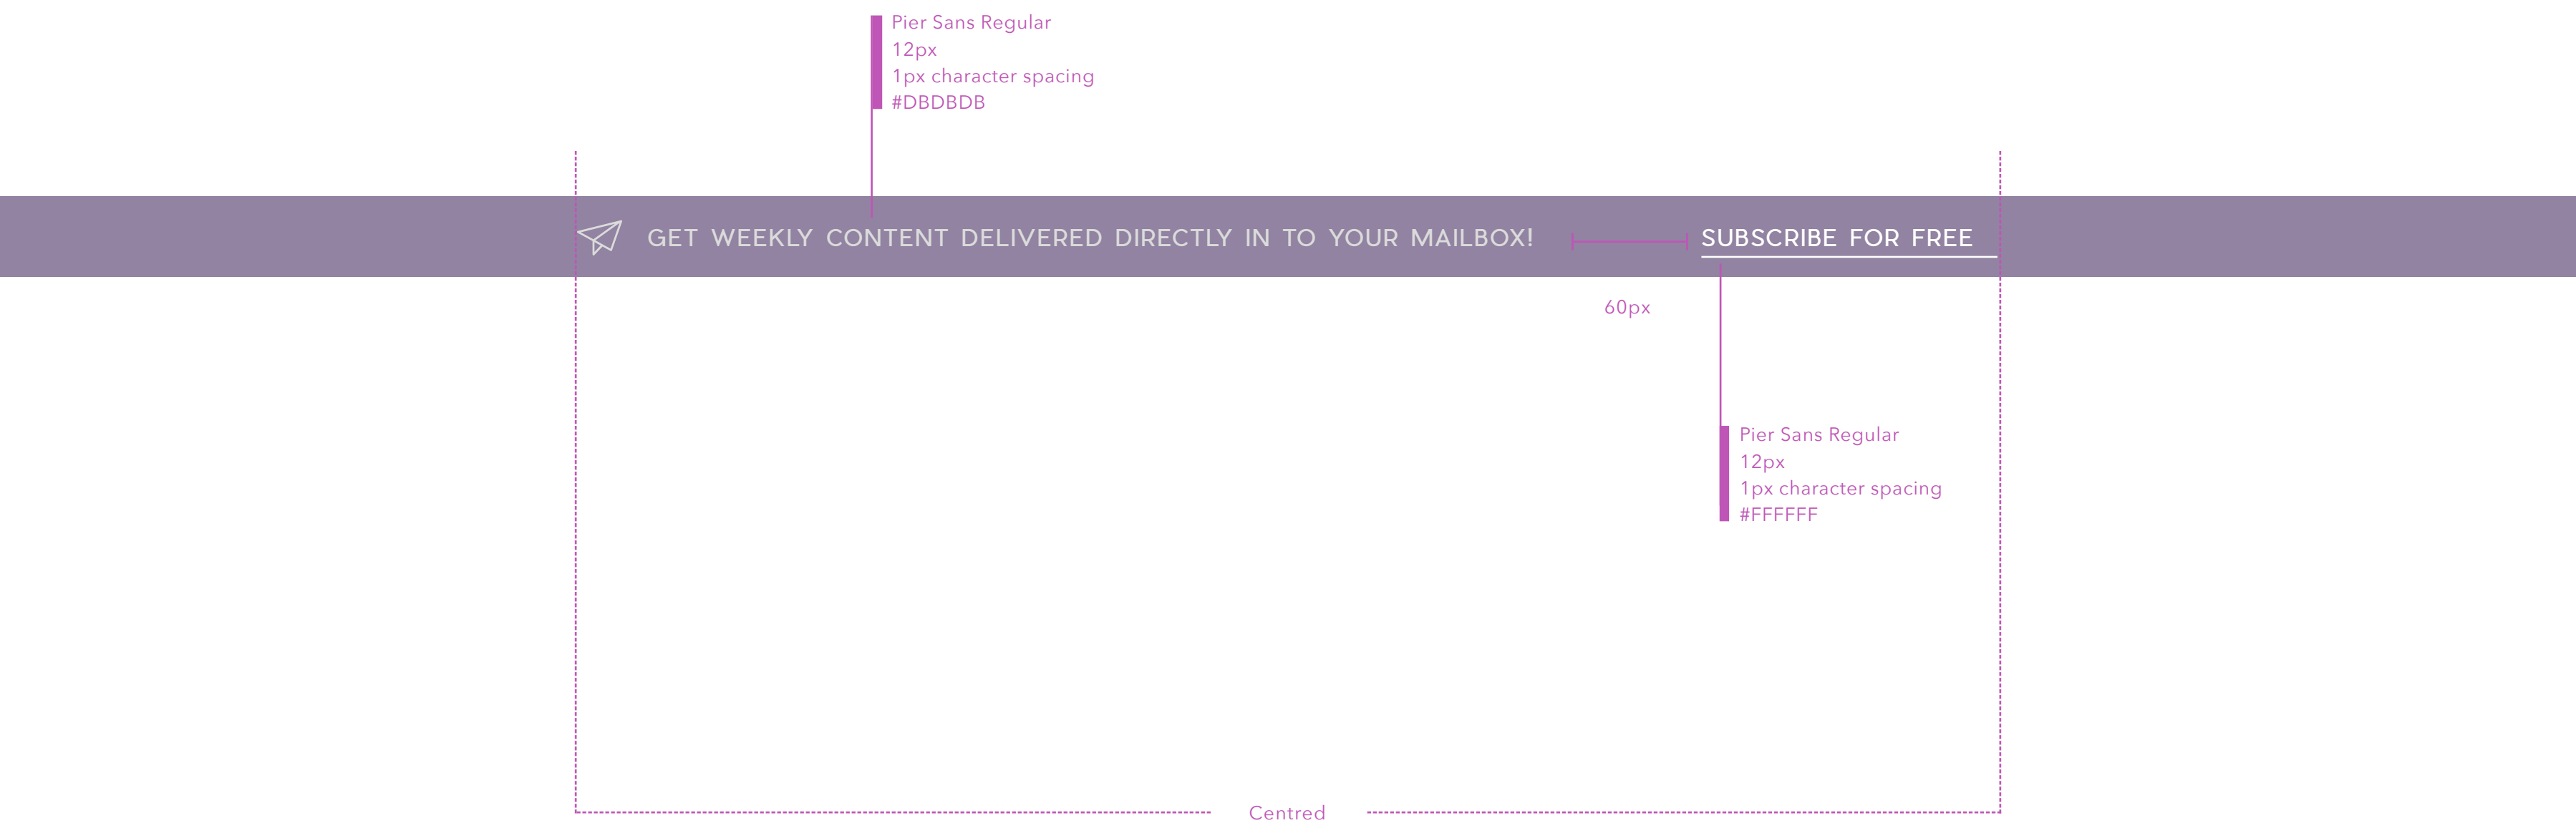 Pier Sans Regular
12px
1px character spacing
#DBDBDB
GET WEEKLY CONTENT DELIVERED DIRECTLY IN TO YOUR MAILBOX! SUBSCRIBE FOR FREE
60px
Pier Sans Regular
12px
1px character spacing
#FFFFFF
Centred